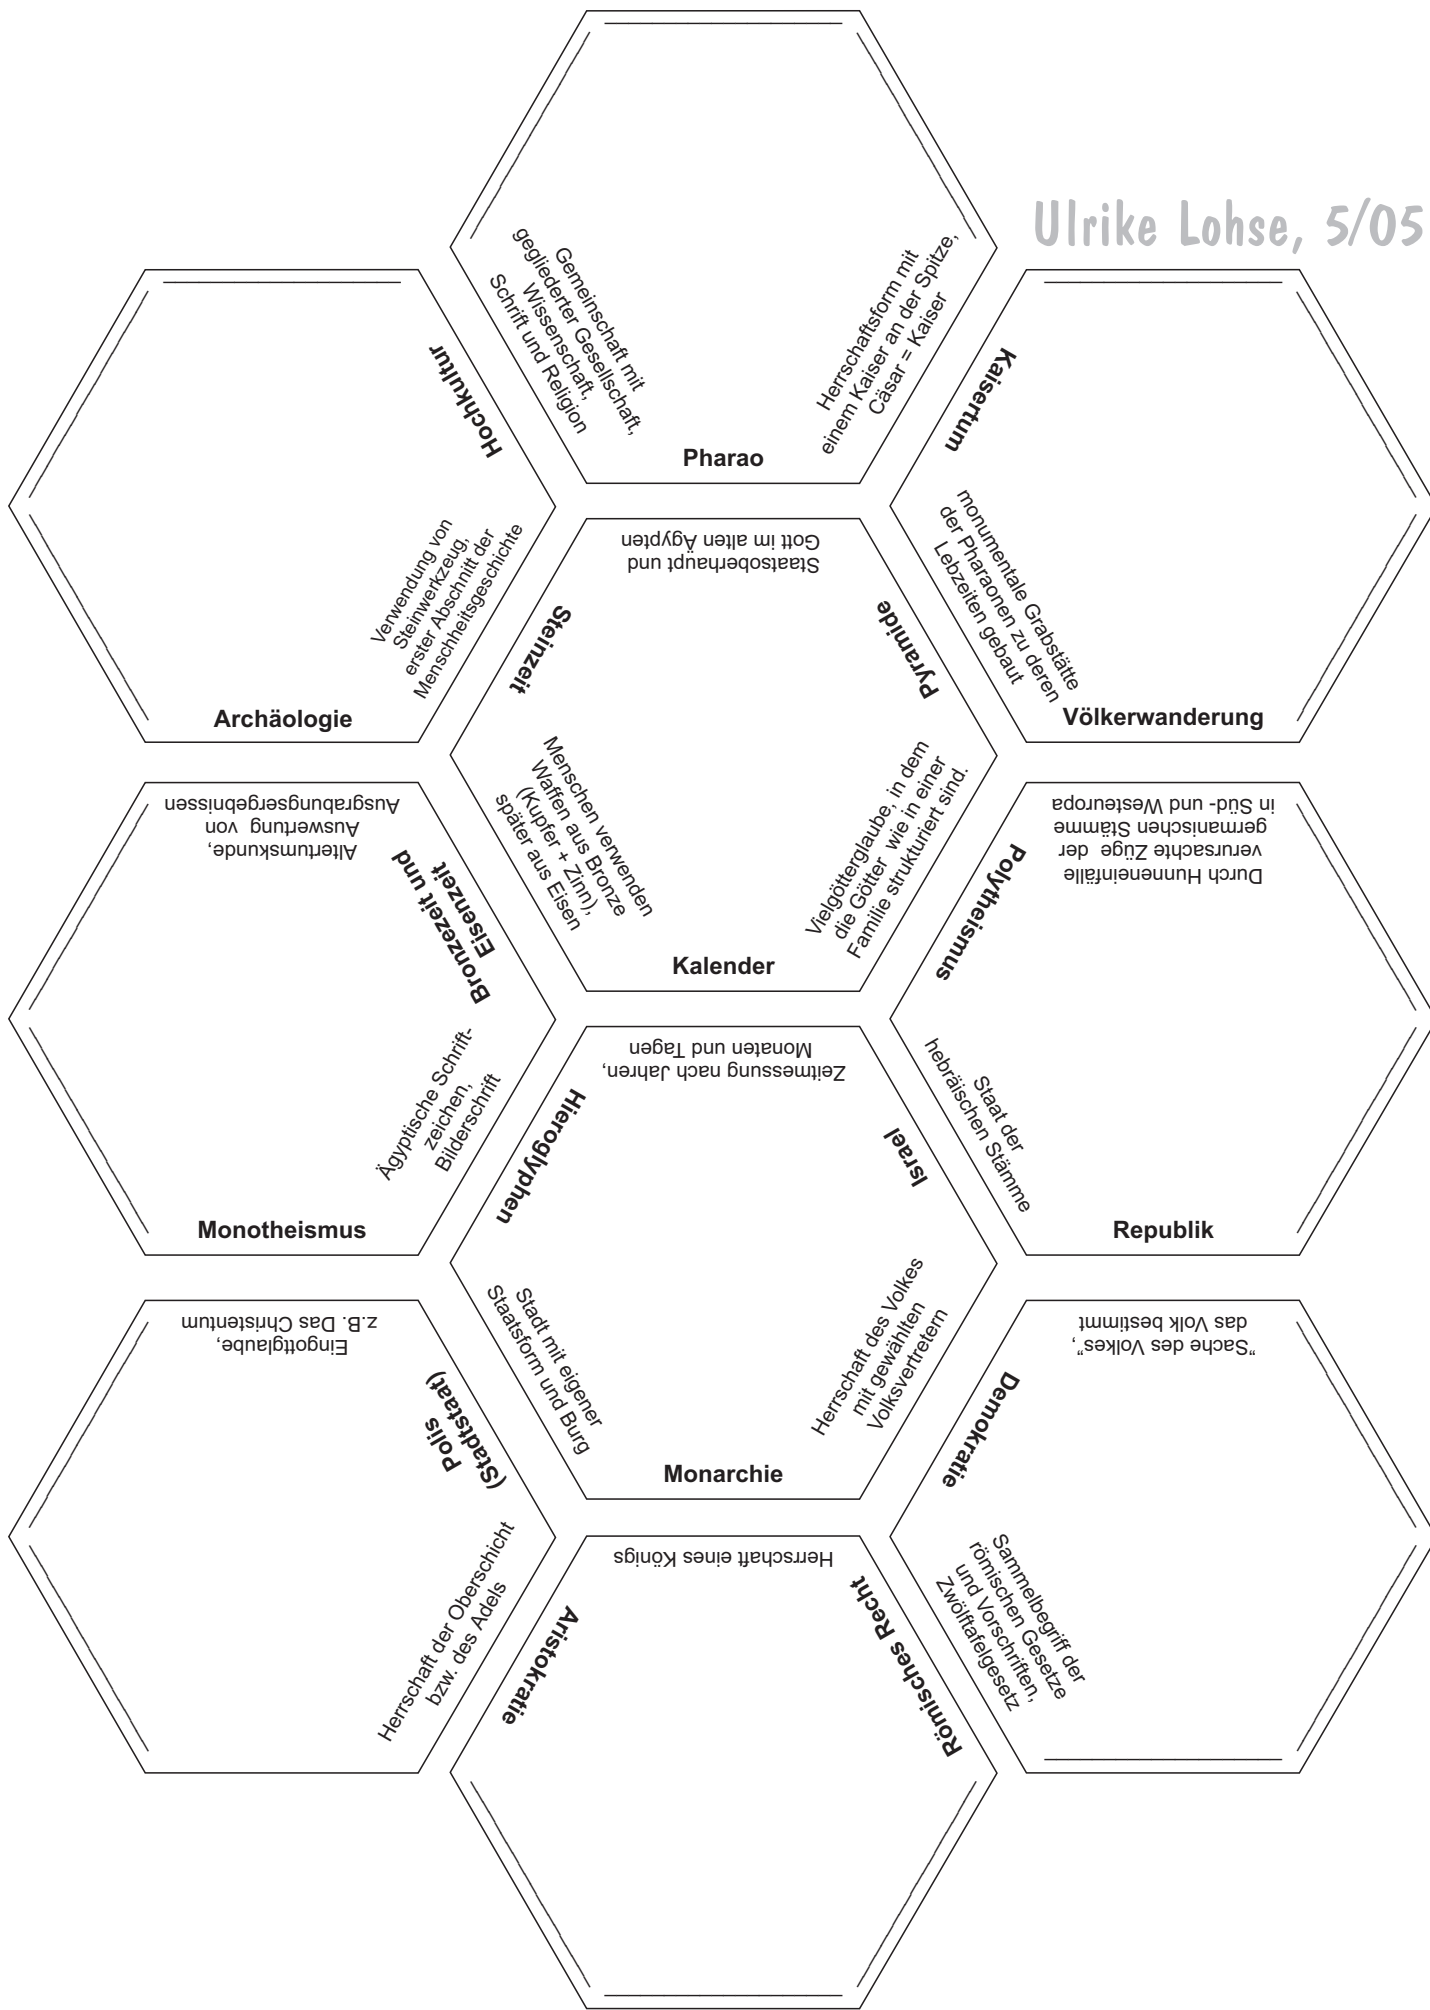 Ulrike Lohse, 5/05
Gemeinschaft mit
gegliederter Gesellschaft,
Wissenschaft,
Schrift und Religion
Herrschaftsform mit
einem Kaiser an der Spitze,
Cäsar = Kaiser
Pharao
Hochkultur
Verwendung von
Steinwerkzeug,
erster Abschnitt der
Menschheitsgeschichte
Archäologie
Kaisertum
monumentale Grabstätte
der Pharaonen zu deren
Lebzeiten gebaut
Völkerwanderung
Staatsoberhaupt und
Gott im alten Ägypten
Steinzeit
Pyramide
Menschen verwenden
Waffen aus Bronze
(Kupfer + Zinn),
später aus Eisen
Vielgötterglaube, in dem
die Götter wie in einer
Familie strukturiert sind.
Kalender
Altertumskunde,
Auswertung von
Ausgrabungsergebnissen
Bronzezeit und
Eisenzeit
Ägyptische Schrift-
zeichen,
Bilderschrift
Monotheismus
Durch Hunneneinfälle
verursachte Züge der
germanischen Stämme
in Süd- und Westeuropa
Polytheismus
Staat der
hebräischen Stämme
Republik
Zeitmessung nach Jahren,
Monaten und Tagen
Hieroglyphen
Israel
Stadt mit eigener
Staatsform und Burg
Herrschaft des Volkes
mit gewählten
Volksvertretern
Monarchie
Eingottglaube,
z.B. Das Christentum
Polis
(Stadtstaat)
Herrschaft der Oberschicht
bzw. des Adels
"Sache des Volkes",
das Volk bestimmt
Demokratie
Sammelbegriff der
römischen Gesetze
und Vorschriften,
Zwölftafelgesetz
Herrschaft eines Königs
Aristokratie
Römisches Recht